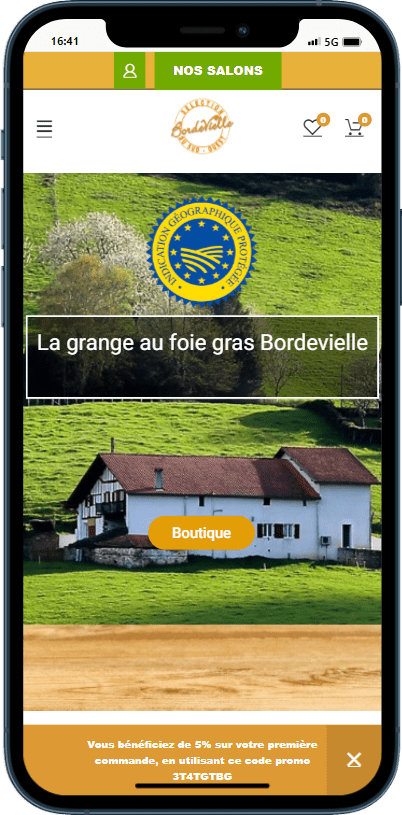 16:41
5G
NOS SALONS
SELECTION
BordeVielle
DU SUD - OUEST
0
0
INDICATION GÉOGRAPHIQUE PROTÉGÉE
La grange au foie gras Bordevielle
Boutique
Vous bénéficiez de 5% sur votre première
commande, en utilisant ce code promo
3T4TGTBG